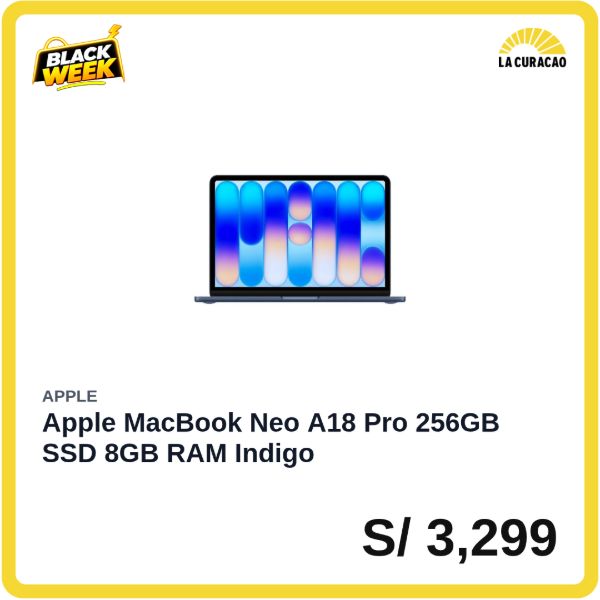 BLACK
WEEK
LA CURACAO
APPLE
Apple MacBook Neo A18 Pro 256GB
SSD 8GB RAM Indigo
S/ 3,299